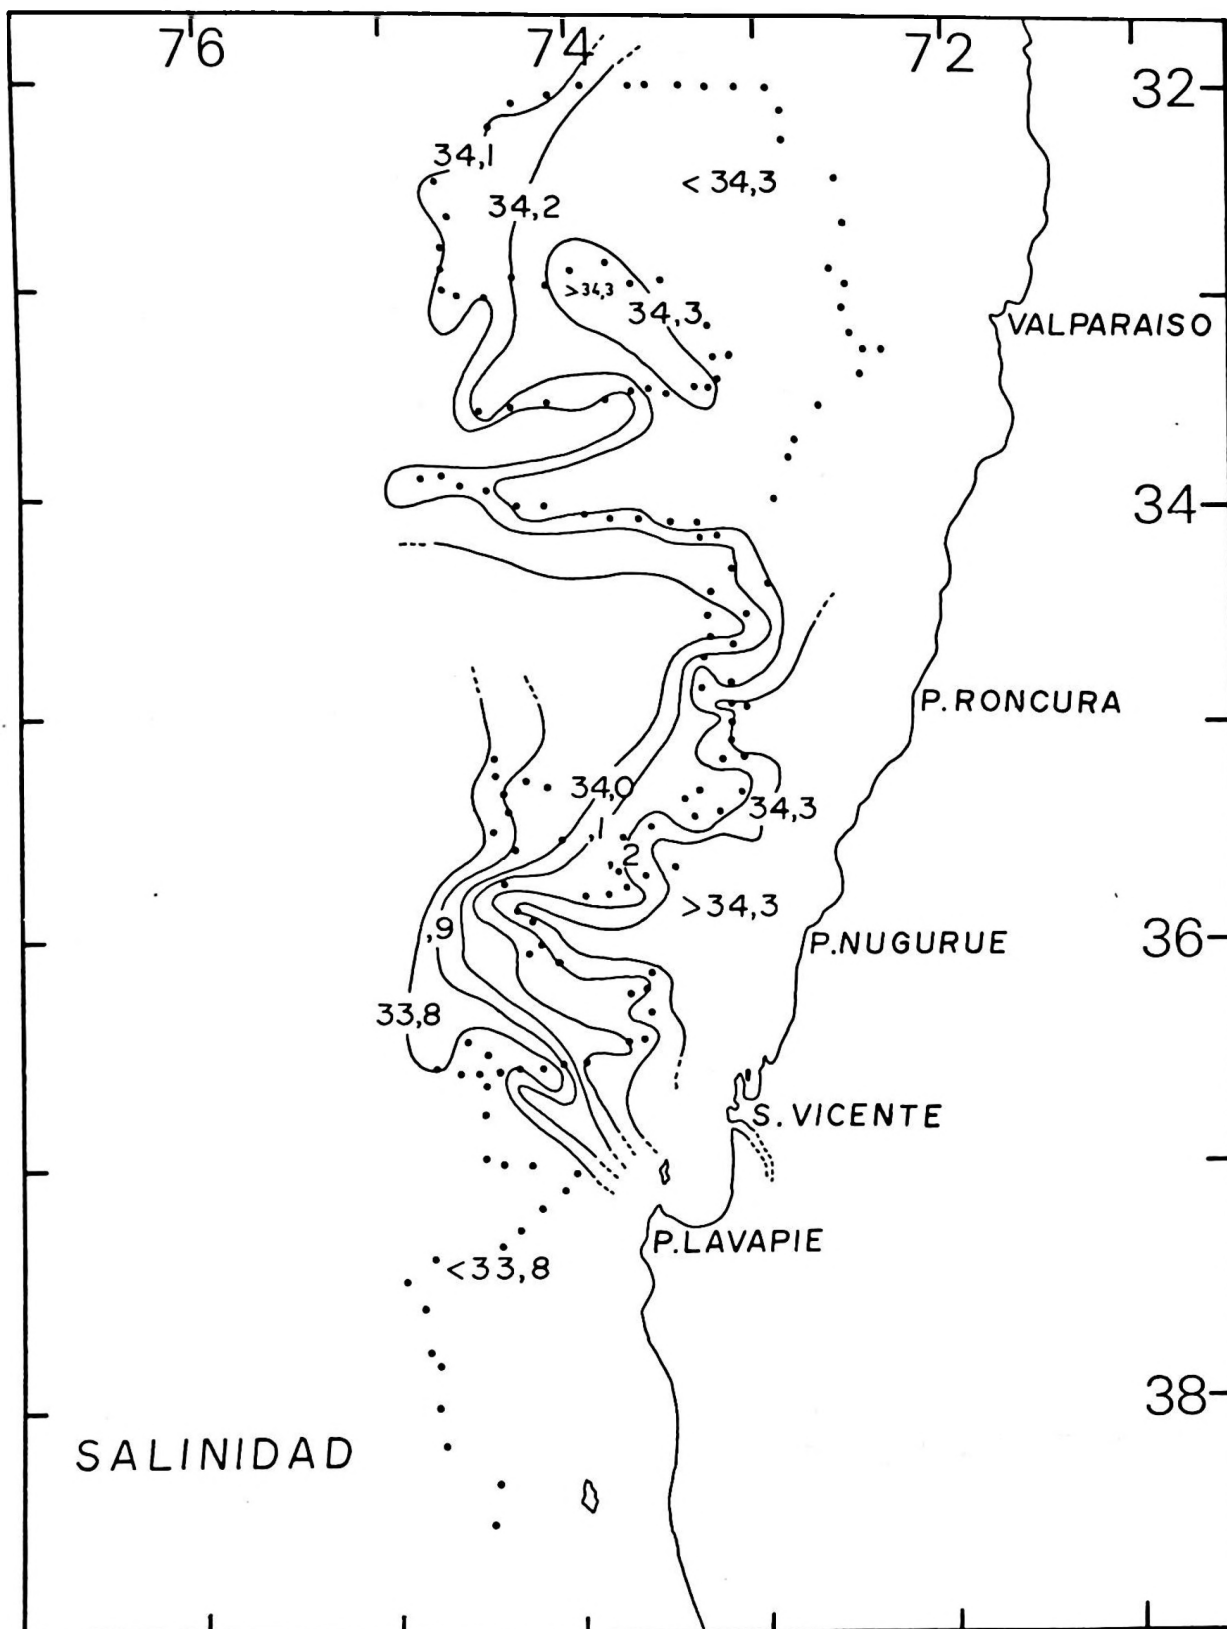 76 74 72
32
34,1
< 34,3
34,2
>34,3
34,3
VALPARAISO
34
P. RONCURA
34,0
34,3
,1
,2
>34,3
,9
P.NUGURUE
36
33,8
S. VICENTE
P.LAVAPIE
<33,8
38
SALINIDAD